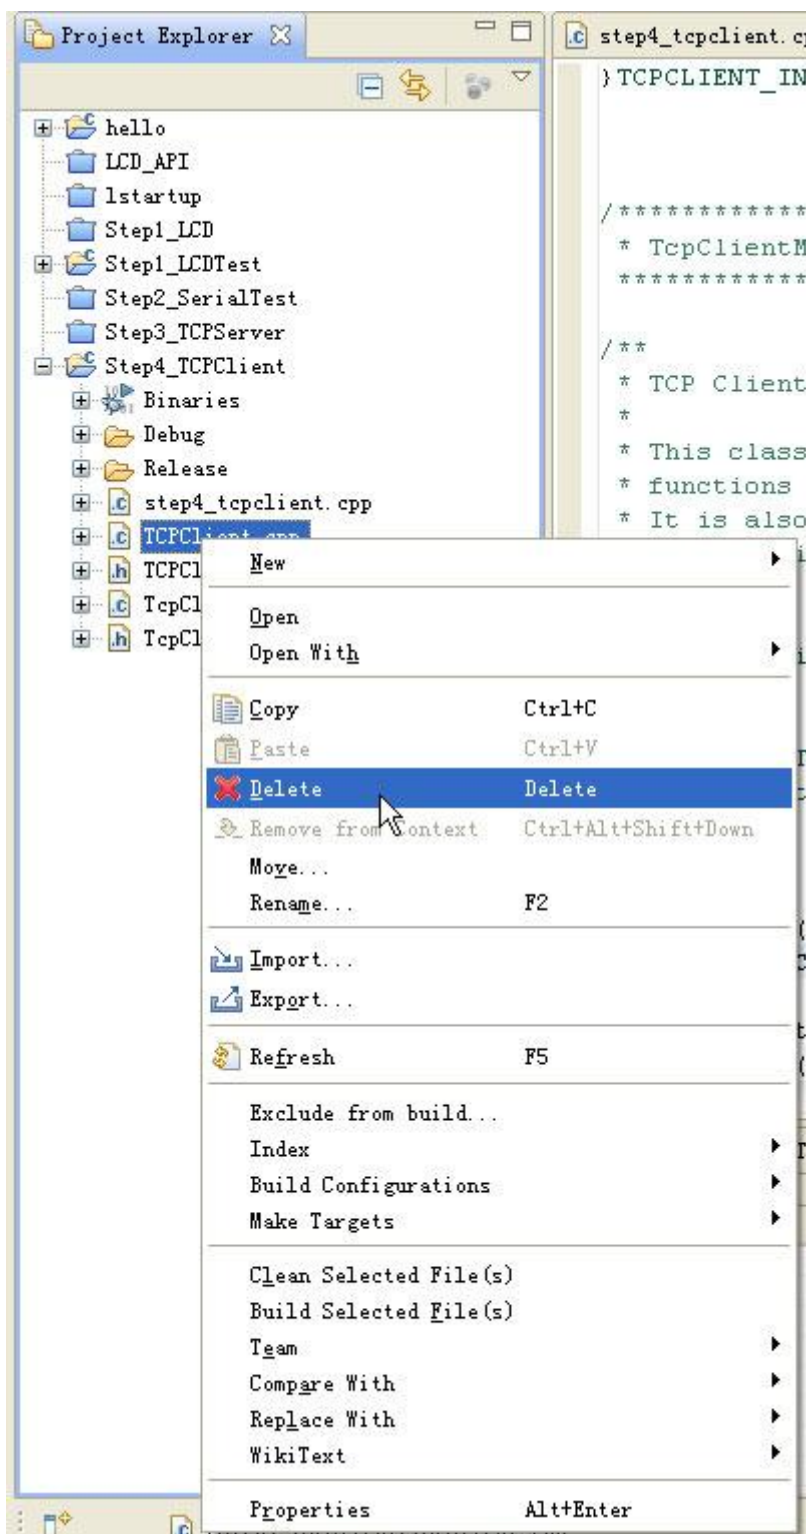 Project Explorer
step4_tcpclient.cp
}TCPCLIENT_IN
hello
LCD_API
lstartup
Step1_LCD
/************
Step1_LCDTest
* TcpClientM
************
Step2_SerialTest
Step3_TCPServer
/**
Step4_TCPClient
* TCP Client
Binaries
*
Debug
* This class
Release
* functions
step4_tcpclient.cpp
* It is also
TCPClient.cpp
TCPCl
TcpCl
TcpCl
New
Open
Open With
Copy Ctrl+C
Paste Ctrl+V
Delete Delete
Remove from Context Ctrl+Alt+Shift+Down
Move...
Rename... F2
Import...
Export...
Refresh F5
Exclude from build...
Index
Build Configurations
Make Targets
Clean Selected File(s)
Build Selected File(s)
Team
Compare With
Replace With
WikiText
Properties Alt+Enter